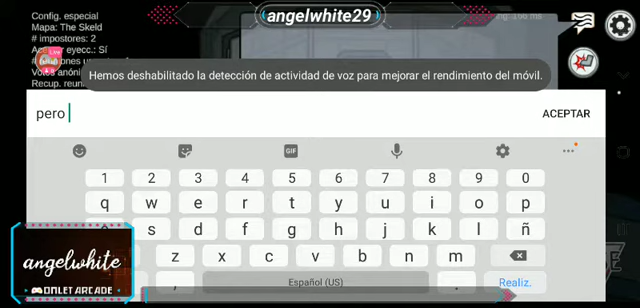 angelwhite29
Config. especial
Mapa: The Skeld
# impostores: 2
Hemos deshabilitado la detección de actividad de voz para mejorar el rendimiento del móvil.
pero
ACEPTAR
GIF
1 2 3 4 5 6 7 8 9 0
q w e r t y u i o p
s d f g h j k l ñ
z x c v b n m
, Español (US) . Realiz.
angelwhite
OMLET ARCADE